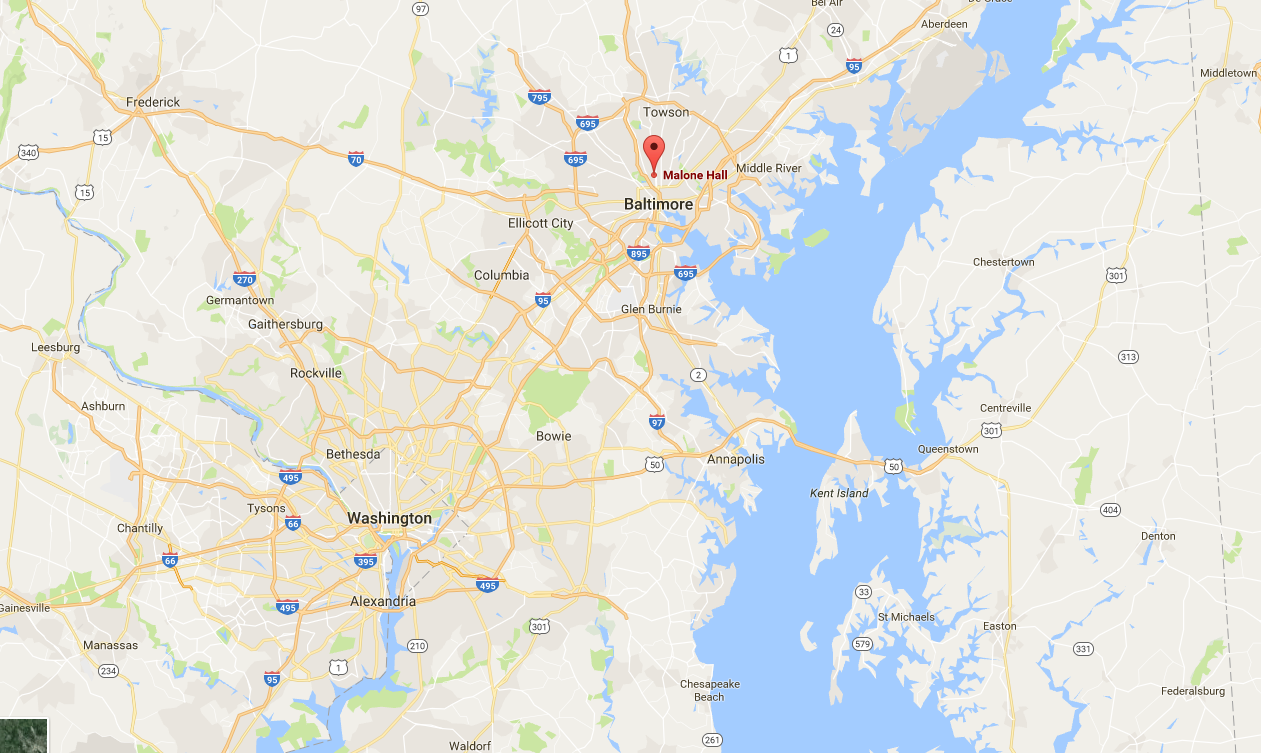 97
Bel Air
De Grace
24
Aberdeen
1
95
Middletown
795
Frederick
Towson
695
15
340
70
695
Middle River
Malone Hall
15
Baltimore
Ellicott City
895
Chestertown
Columbia
695
270
301
95
Germantown
Glen Burnie
Gaithersburg
Leesburg
313
Rockville
2
Ashburn
Centreville
97
301
Bowie
Queenstown
Bethesda
Annapolis
50
50
495
Kent Island
Tysons
404
Washington
66
Chantilly
Denton
66
395
495
33
Alexandria
495
Gainesville
St Michaels
301
Easton
Manassas
210
579
331
1
234
95
Chesapeake
Beach
Federalsburg
261
Waldorf